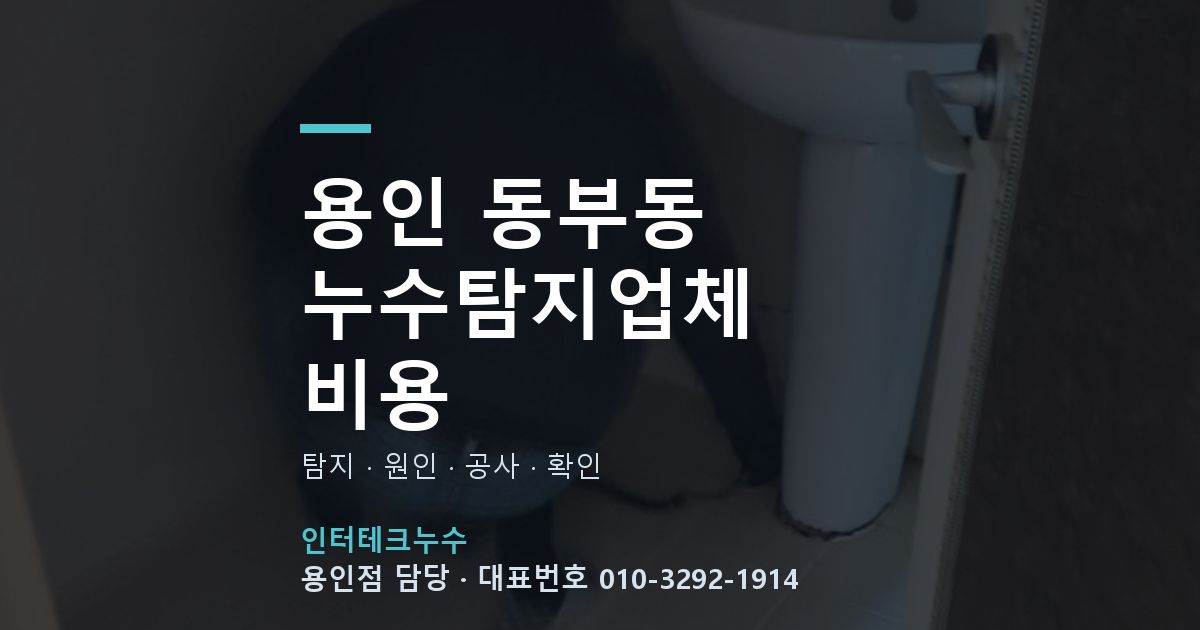 용인 동부동
누수탐지업체
비용
탐지 · 원인 · 공사 · 확인
인터테크누수
용인점 담당 · 대표번호 010-3292-1914